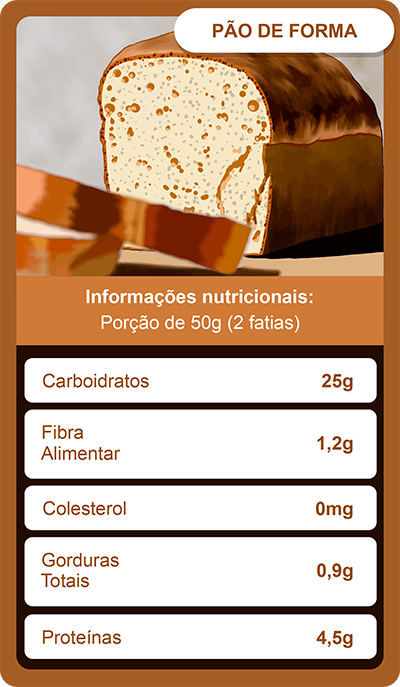 PÃO DE FORMA
Informações nutricionais:
Porção de 50g (2 fatias)
Carboidratos 25g
Fibra
Alimentar 1,2g
Colesterol 0mg
Gorduras
Totais 0,9g
Proteínas 4,5g